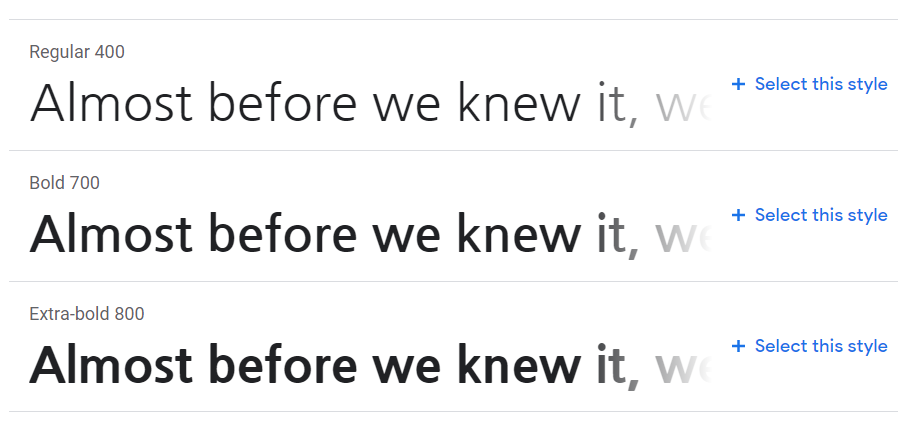 Regular 400
Almost before we knew it, we
+ Select this style
Bold 700
Almost before we knew it, we
+ Select this style
Extra-bold 800
Almost before we knew it, we
+ Select this style